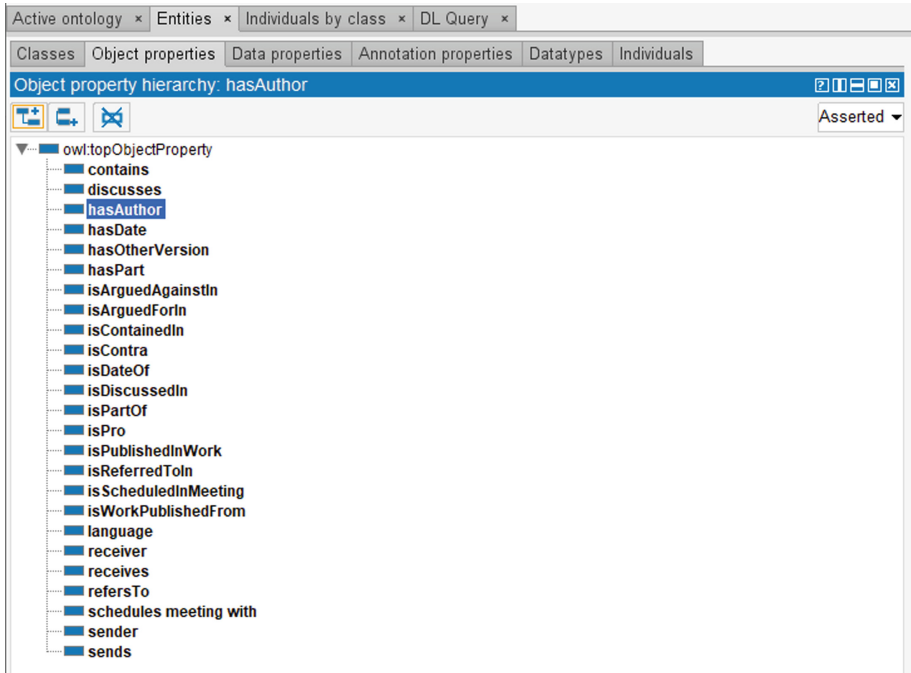 Active ontology × Entities × Individuals by class × DL Query ×
Classes Object properties Data properties Annotation properties Datatypes Individuals
Object property hierarchy: hasAuthor
Asserted
owl:topObjectProperty
contains
discusses
hasAuthor
hasDate
hasOtherVersion
hasPart
isArguedAgainstIn
isArguedForIn
isContainedIn
isContra
isDateOf
isDiscussedIn
isPartOf
isPro
isPublishedInWork
isReferredToIn
isScheduledInMeeting
isWorkPublishedFrom
language
receiver
receives
refersTo
schedules meeting with
sender
sends